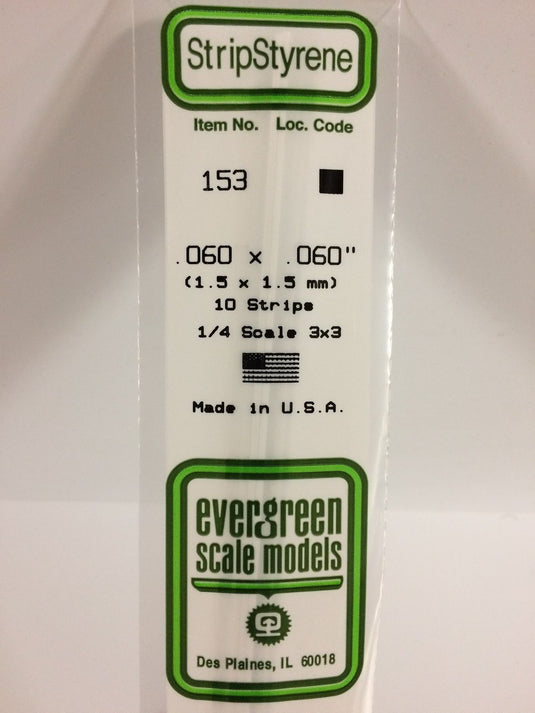 StripStyrene
Item No. Loc. Code
153
.060 x .060"
(1.5 x 1.5 mm)
10 Strips
1/4 Scale 3x3
Made in U.S.A.
evergreen
scale models
Des Plaines, IL 60018